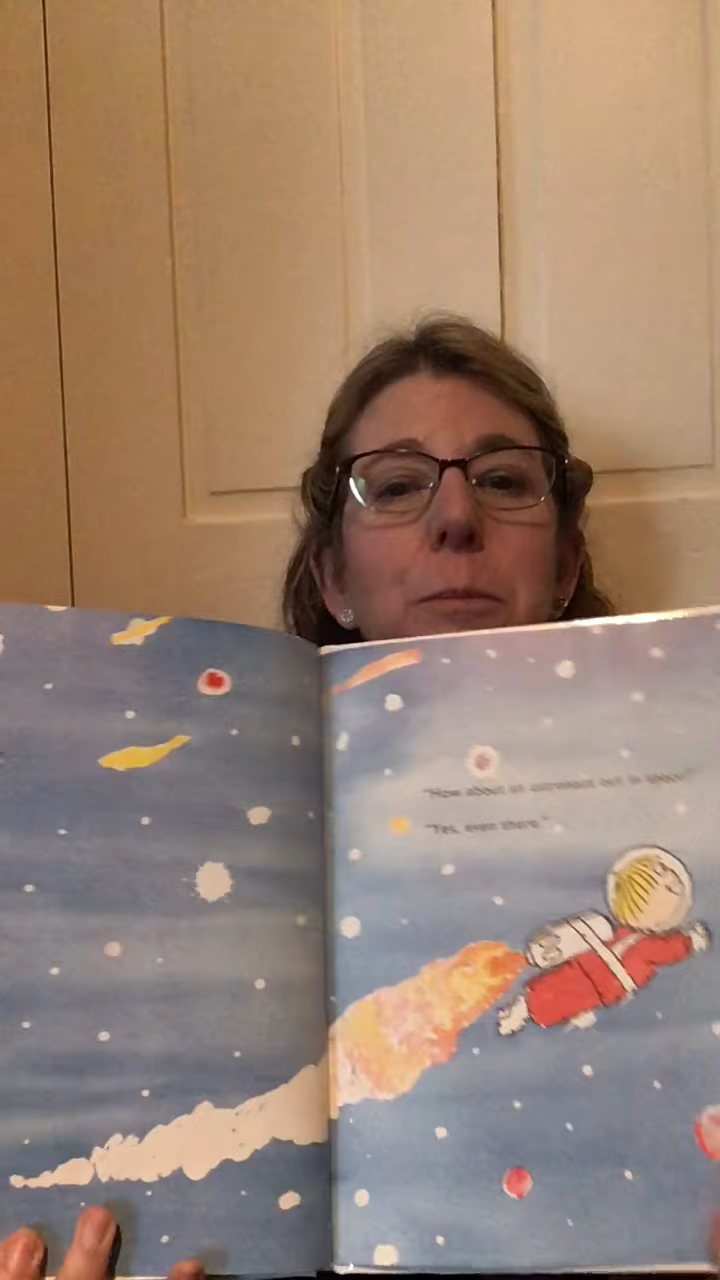 "How about an astronaut out in space?"
"Yes, even there."